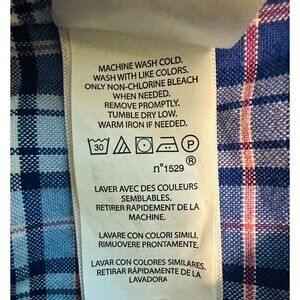 MACHINE WASH COLD.
WASH WITH LIKE COLORS.
ONLY NON-CHLORINE BLEACH
WHEN NEEDED.
REMOVE PROMPTLY.
TUMBLE DRY LOW.
WARM IRON IF NEEDED.
30
®
n°1529
LAVER AVEC DES COULEURS
SEMBLABLES.
RETIRER RAPIDEMENT DE LA
MACHINE.
LAVARE CON COLORI SIMILI.
RIMUOVERE PRONTAMENTE.
LAVAR CON COLORES SIMILARES.
RETIRAR RÁPIDAMENTE DE LA
LAVADORA